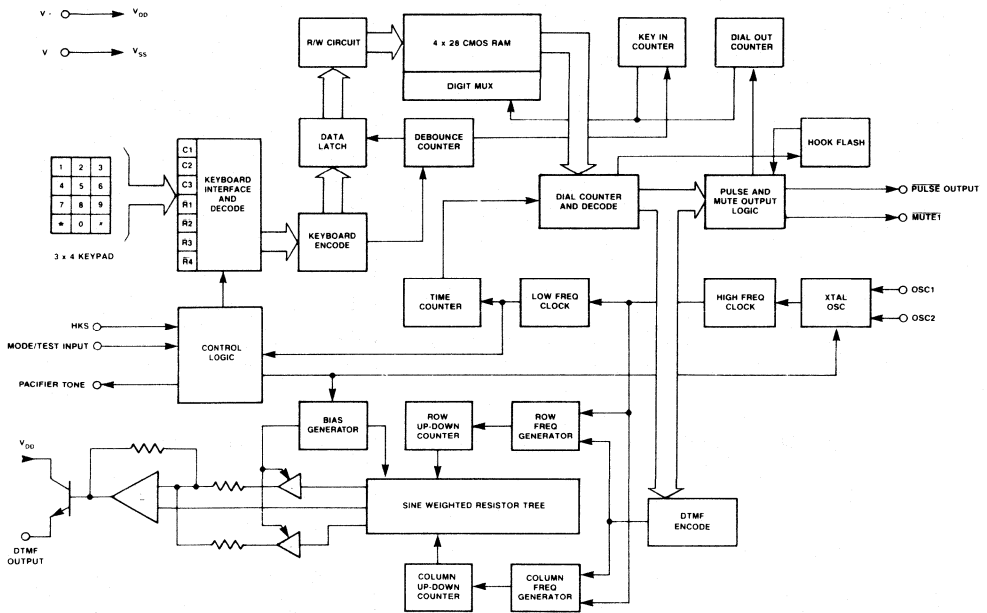 V - V DD
V V SS
R/W CIRCUIT
4 x 28 CMOS RAM
DIGIT MUX
KEY IN
COUNTER
DIAL OUT
COUNTER
DATA
LATCH
DEBOUNCE
COUNTER
HOOK FLASH
1 2 3
4 5 6
7 8 9
* 0 #
3 x 4 KEYPAD
C1
C2
C3
R1
R2
R3
R4
KEYBOARD
INTERFACE
AND
DECODE
KEYBOARD
ENCODE
DIAL COUNTER
AND DECODE
PULSE AND
MUTE OUTPUT
LOGIC
PULSE OUTPUT
MUTE1
TIME
COUNTER
LOW FREQ
CLOCK
HIGH FREQ
CLOCK
XTAL
OSC
OSC1
OSC2
HKS
MODE/TEST INPUT
PACIFIER TONE
CONTROL
LOGIC
BIAS
GENERATOR
ROW
UP-DOWN
COUNTER
ROW
FREQ
GENERATOR
V DD
SINE WEIGHTED RESISTOR TREE
DTMF
ENCODE
DTMF
OUTPUT
COLUMN
UP-DOWN
COUNTER
COLUMN
FREQ
GENERATOR